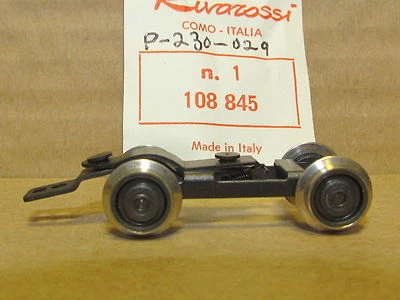 Rivarossi
COMO - ITALIA
P-230-029
n. 1
108 845
Made in Italy